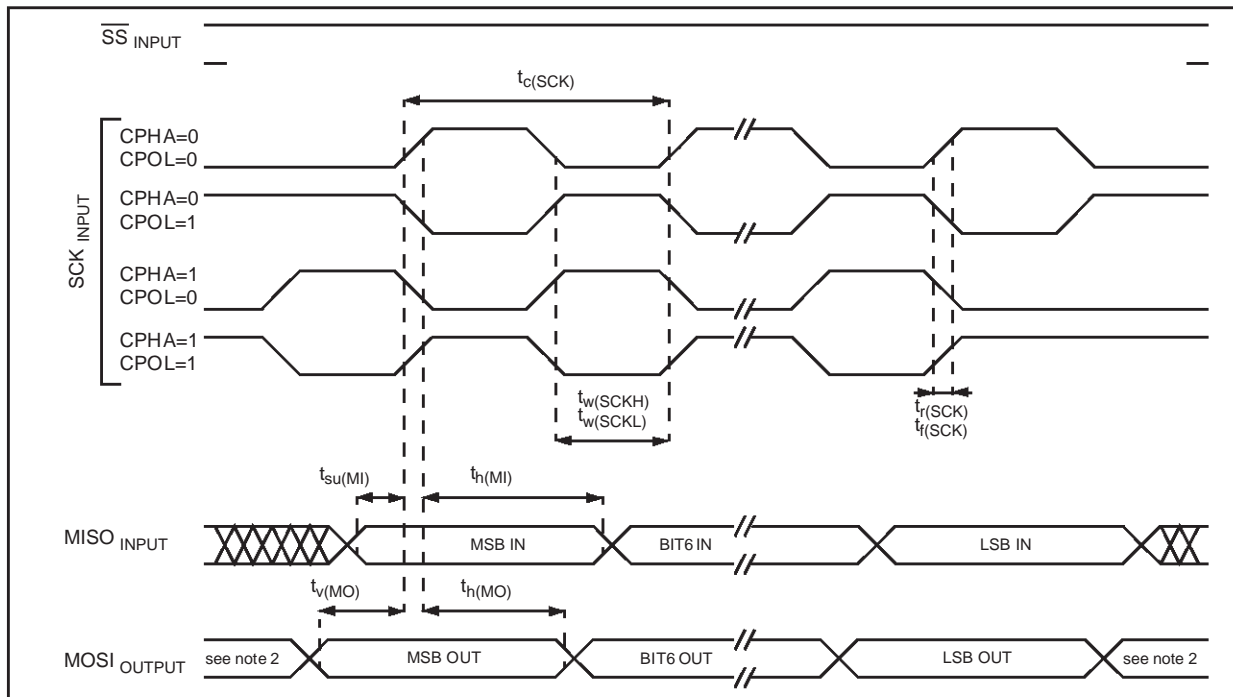 SS INPUT
tc(SCK)
SCK INPUT
CPHA=0
CPOL=0
CPHA=0
CPOL=1
CPHA=1
CPOL=0
CPHA=1
CPOL=1
tw(SCKH)
tw(SCKL)
tr(SCK)
tf(SCK)
tsu(MI)
th(MI)
MISO INPUT
MSB IN
BIT6 IN
LSB IN
tv(MO)
th(MO)
MOSI OUTPUT
see note 2
MSB OUT
BIT6 OUT
LSB OUT
see note 2